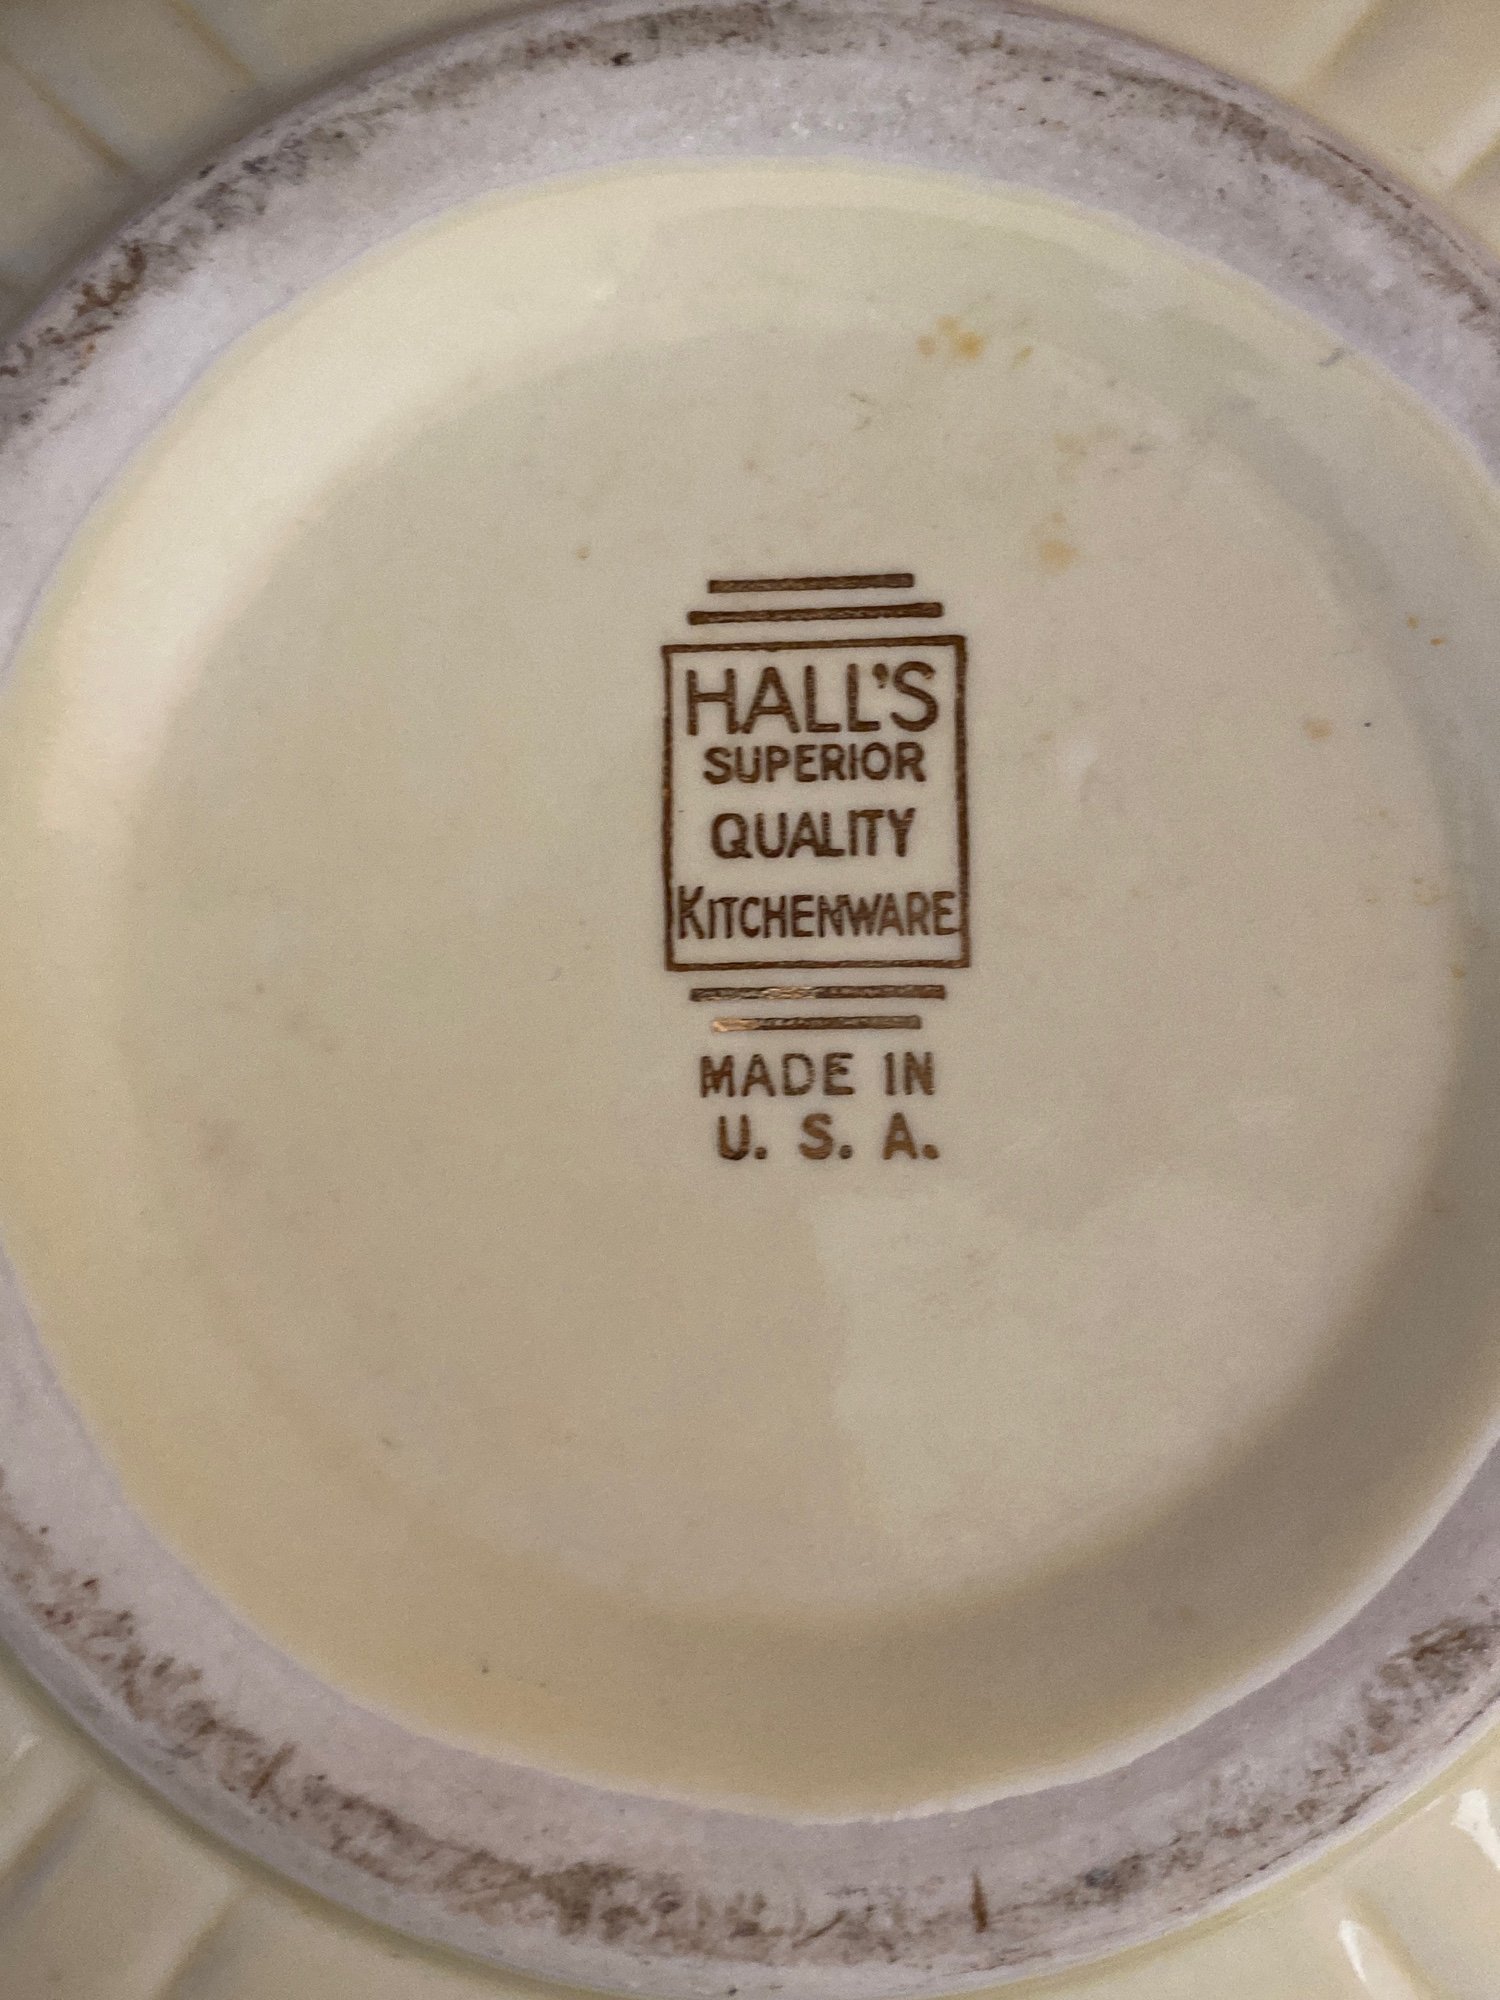 HALL'S
SUPERIOR
QUALITY
KITCHENWARE
MADE IN
U. S. A.